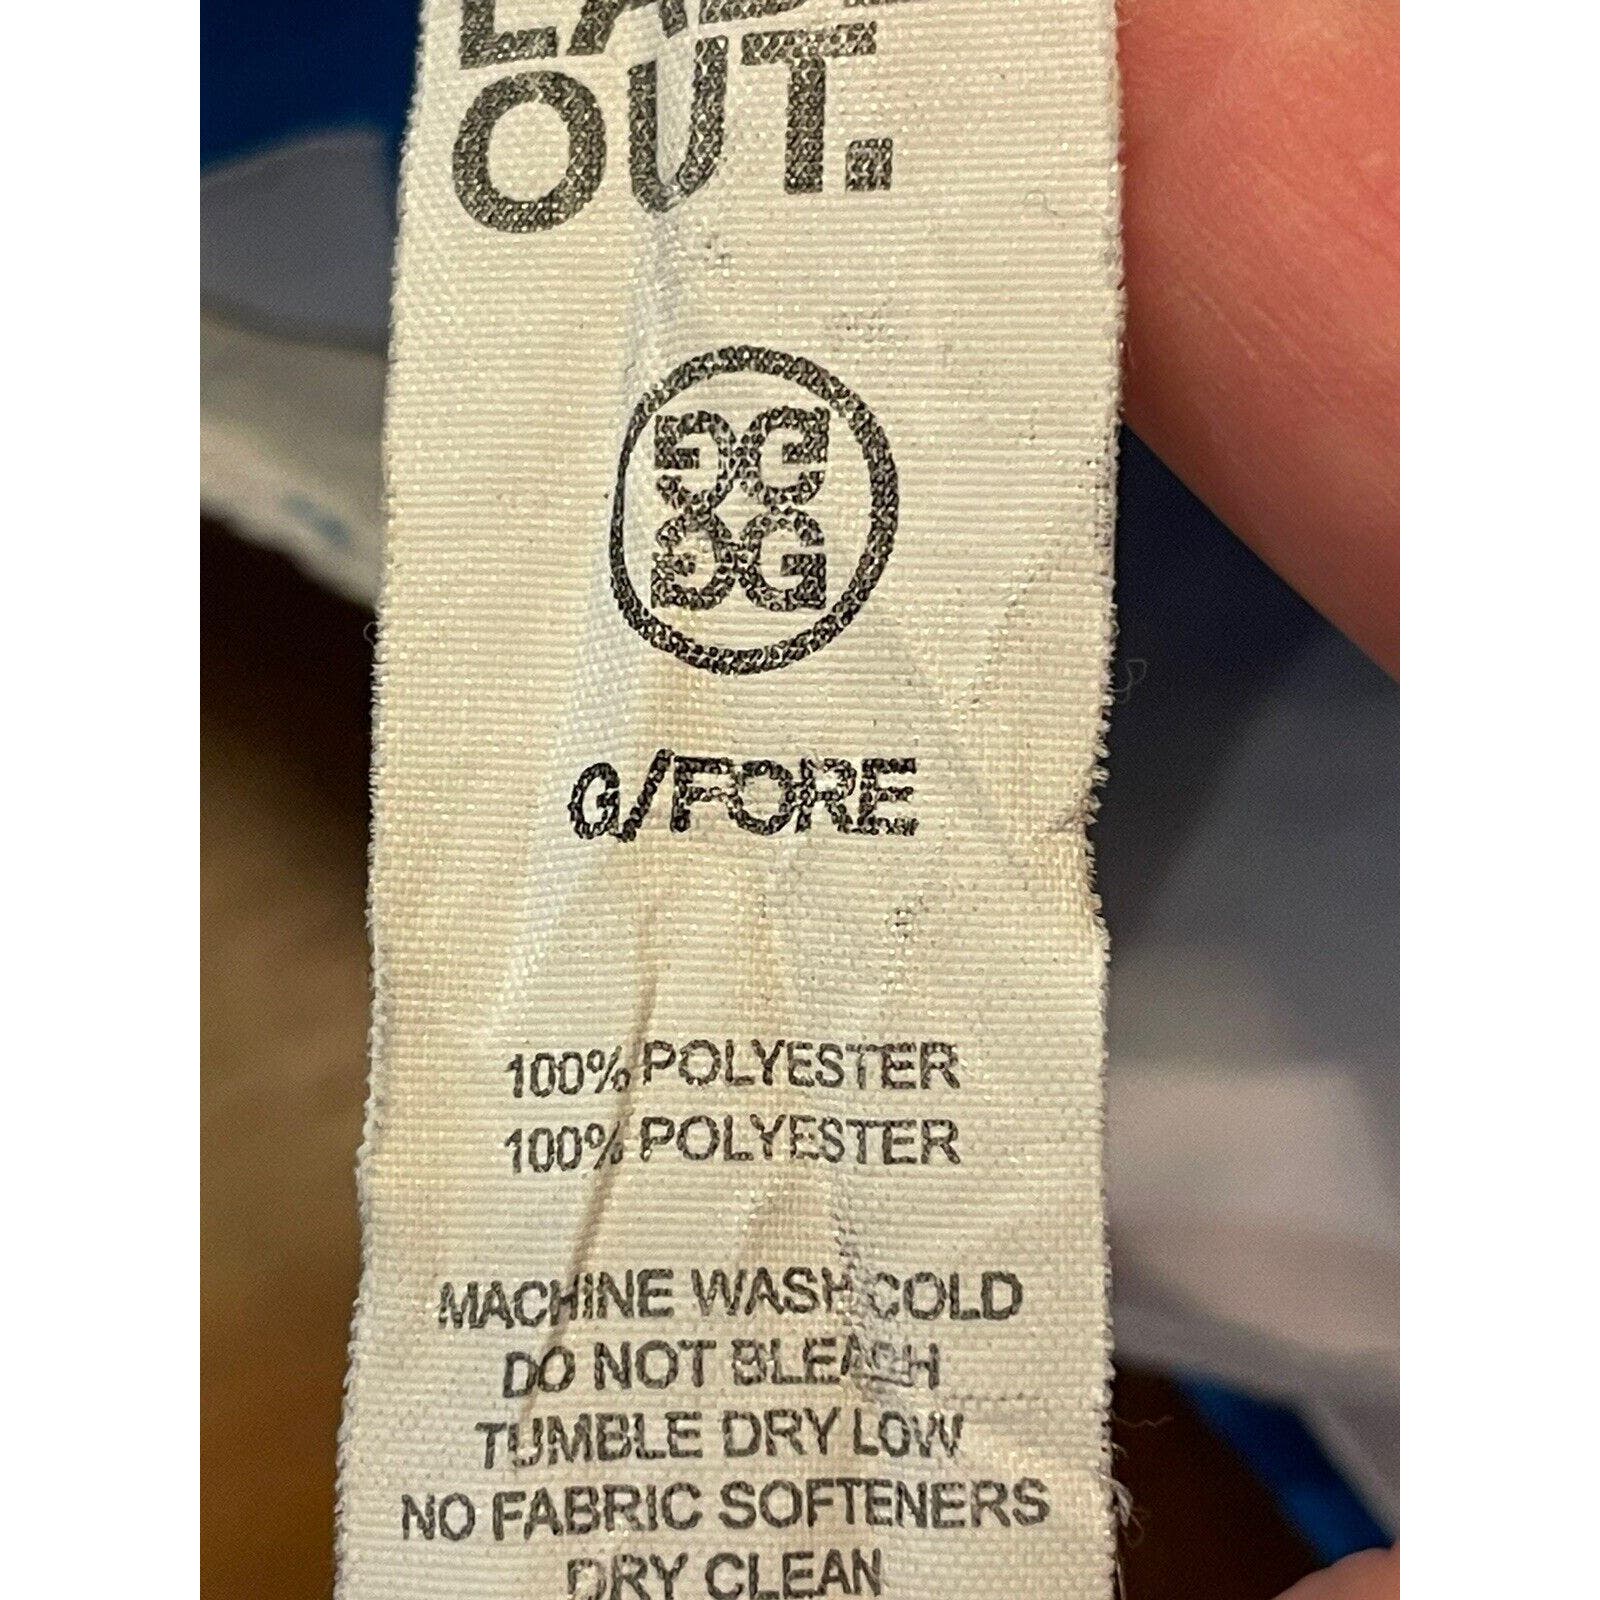 OUT.
G/FORE
100% POLYESTER
100% POLYESTER
MACHINE WASH COLD
DO NOT BLEACH
TUMBLE DRY LOW
NO FABRIC SOFTENERS
DRY CLEAN